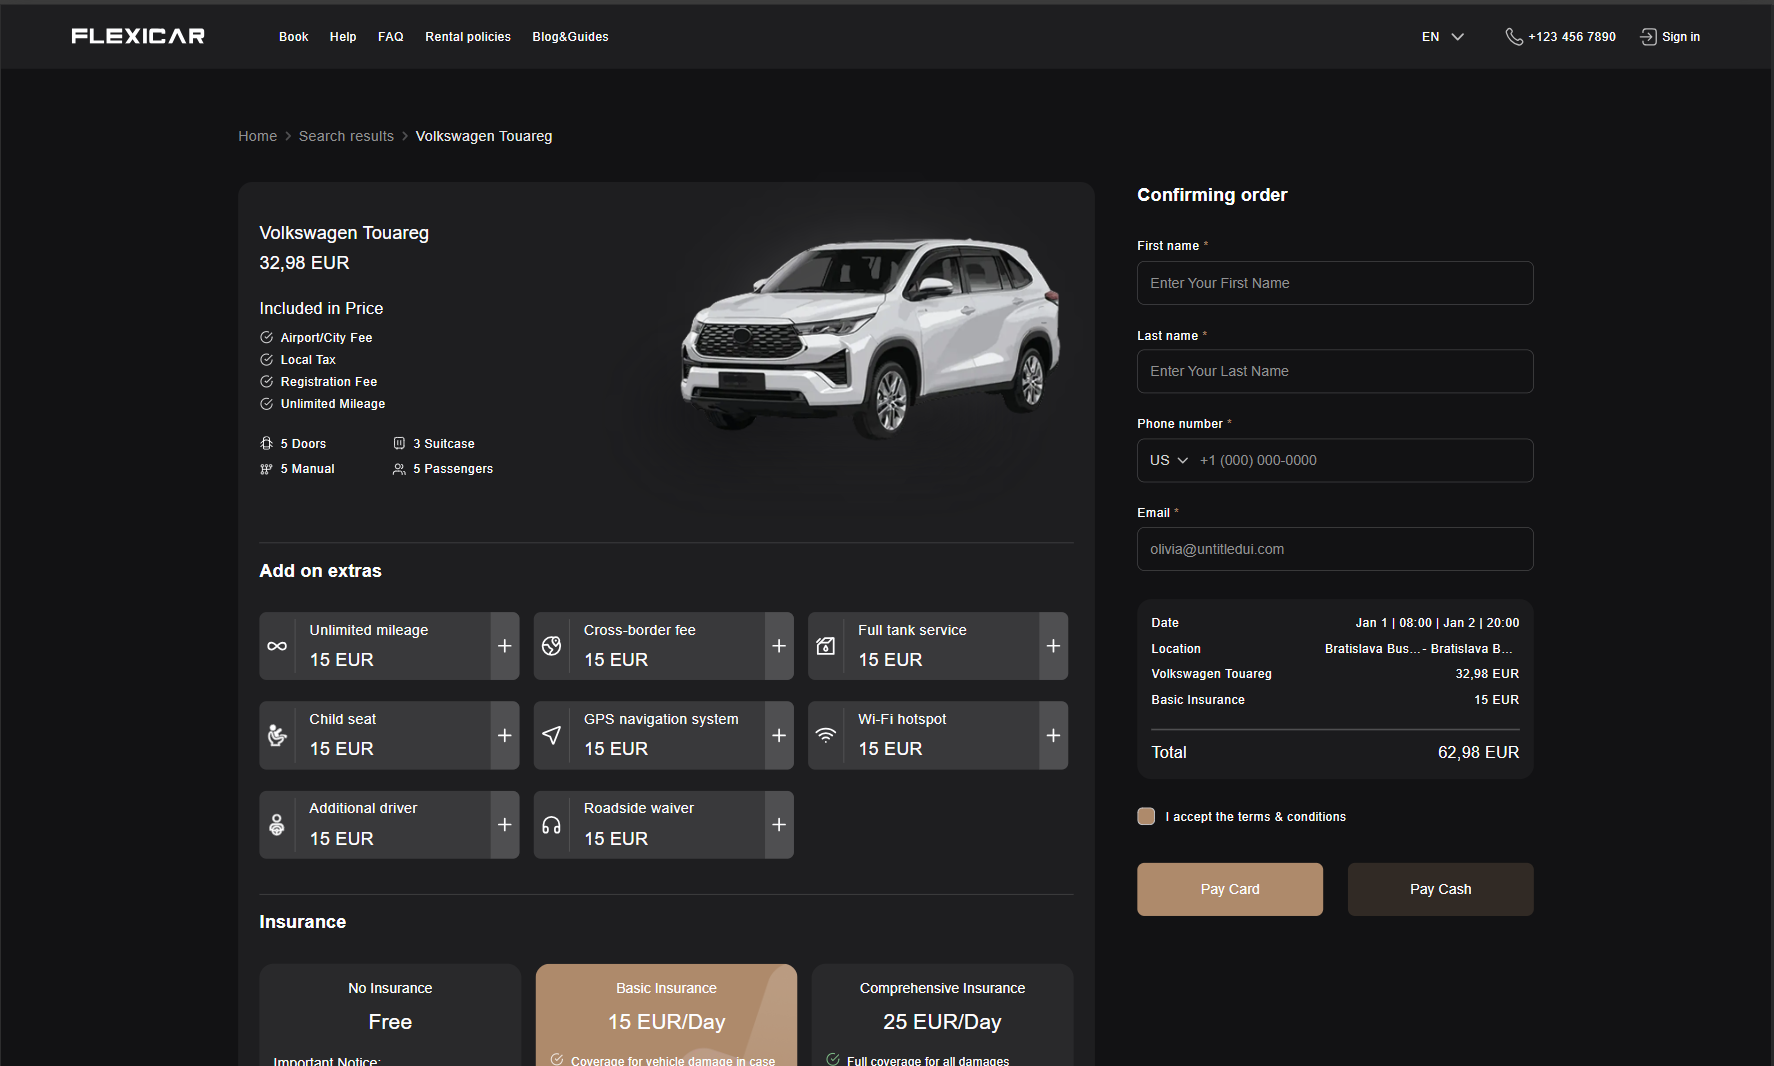 FLEXICAR
Book Help FAQ Rental policies Blog&Guides
EN +123 456 7890 Sign in
Home > Search results > Volkswagen Touareg
Volkswagen Touareg
32,98 EUR
Included in Price
Airport/City Fee
Local Tax
Registration Fee
Unlimited Mileage
5 Doors 3 Suitcase
5 Manual 5 Passengers
Add on extras
Unlimited mileage
15 EUR +
Cross-border fee
15 EUR +
Full tank service
15 EUR +
Child seat
15 EUR +
GPS navigation system
15 EUR +
Wi-Fi hotspot
15 EUR +
Additional driver
15 EUR +
Roadside waiver
15 EUR +
Insurance
No Insurance
Free
Important Notice:
Basic Insurance
15 EUR/Day
Coverage for vehicle damage in case
Comprehensive Insurance
25 EUR/Day
Full coverage for all damages
Confirming order
First name *
Enter Your First Name
Last name *
Enter Your Last Name
Phone number *
US +1 (000) 000-0000
Email *
olivia@untitledui.com
Date Jan 1 | 08:00 | Jan 2 | 20:00
Location Bratislava Bus...- Bratislava B...
Volkswagen Touareg 32,98 EUR
Basic Insurance 15 EUR
Total 62,98 EUR
I accept the terms & conditions
Pay Card Pay Cash